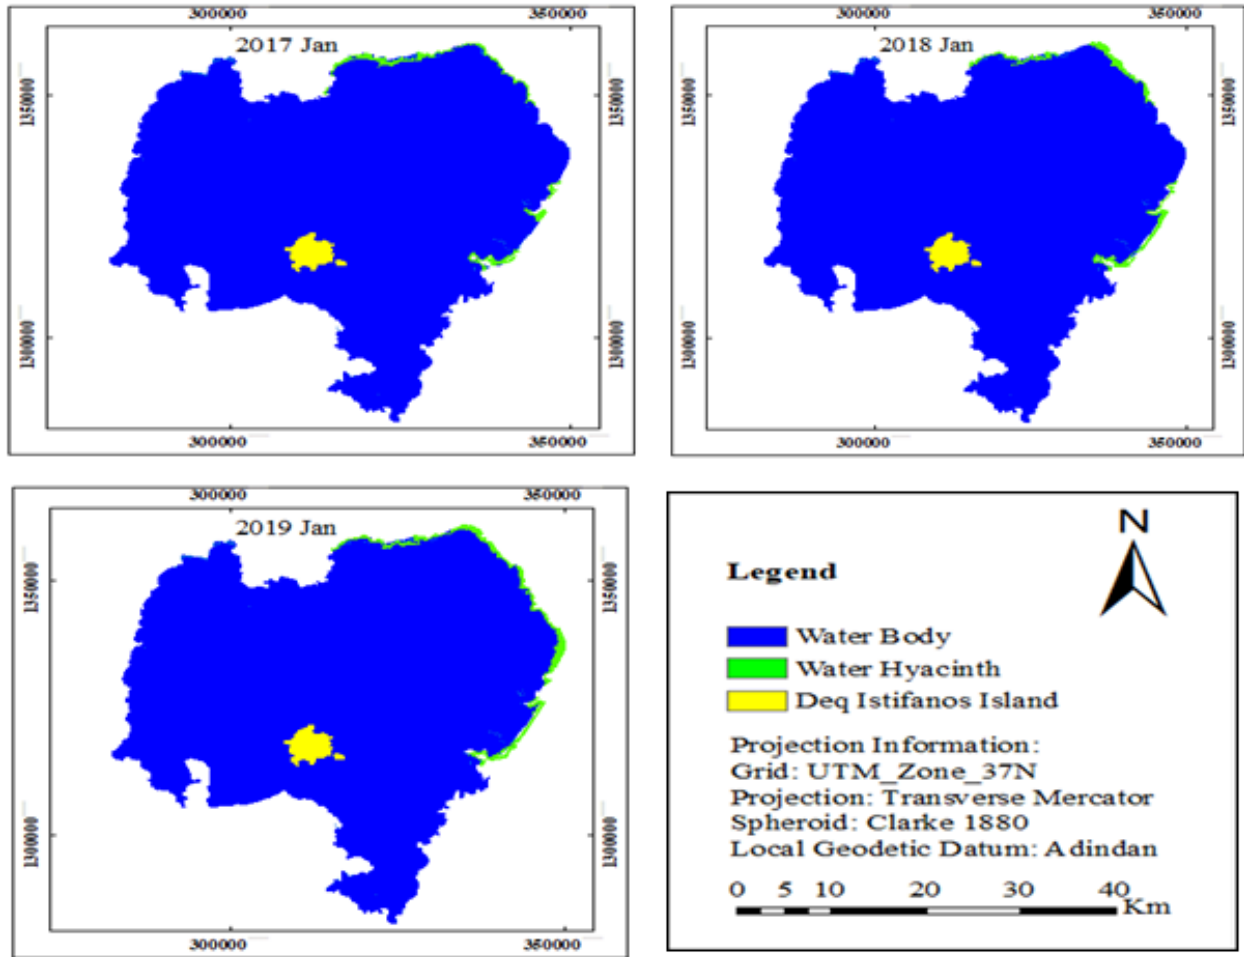 300000 350000
2017 Jan
1350000 1350000
1300000 1300000
300000 350000
300000 350000
2018 Jan
1350000 1350000
1300000 1300000
300000 350000
300000 350000
2019 Jan
1350000 1350000
1300000 1300000
300000 350000
N
Legend
Water Body
Water Hyacinth
Deq Istifanos Island
Projection Information:
Grid: UTM_Zone_37N
Projection: Transverse Mercator
Spheroid: Clarke 1880
Local Geodetic Datum: Adindan
0 5 10 20 30 40
Km